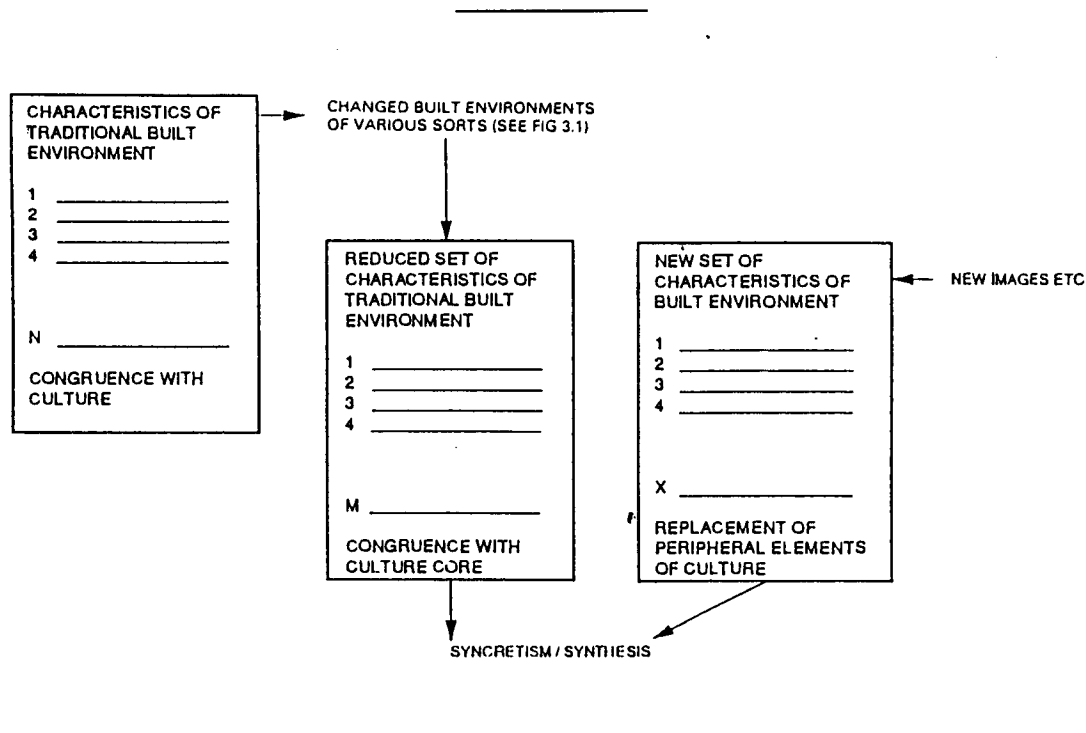 CHARACTERISTICS OF
TRADITIONAL BUILT
ENVIRONMENT
1
2
3
4
N
CONGRUENCE WITH
CULTURE
CHANGED BUILT ENVIRONMENTS
OF VARIOUS SORTS (SEE FIG 3.1)
REDUCED SET OF
CHARACTERISTICS OF
TRADITIONAL BUILT
ENVIRONMENT
1
2
3
4
M
CONGRUENCE WITH
CULTURE CORE
NEW SET OF
CHARACTERISTICS OF
BUILT ENVIRONMENT
1
2
3
4
X
REPLACEMENT OF
PERIPHERAL ELEMENTS
OF CULTURE
NEW IMAGES ETC
SYNCRETISM / SYNTHESIS